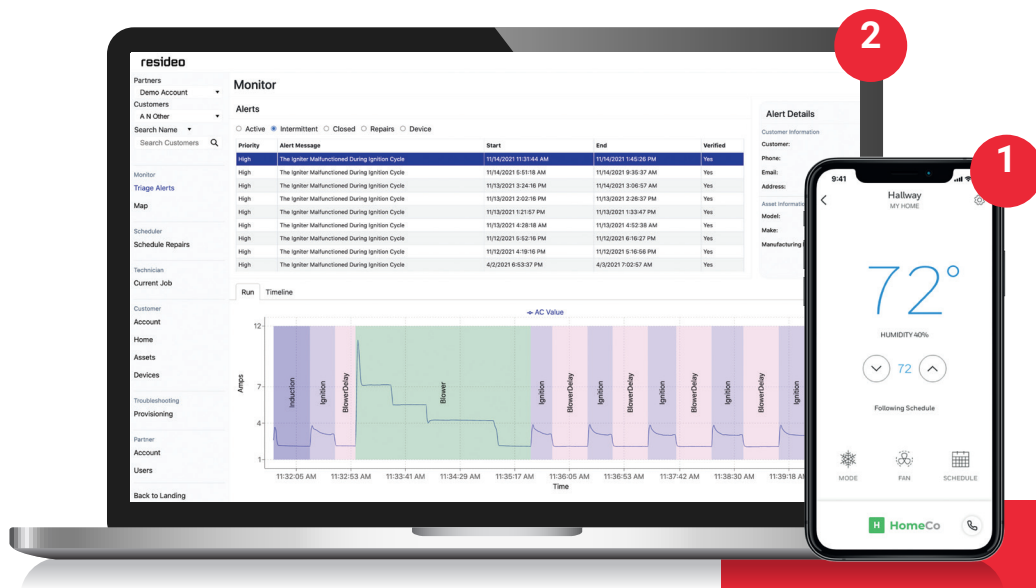 2
1
resideo
Partners
Demo Account
Customers
A N Other
Search Name
Search Customers
Monitor
Triage Alerts
Map
Scheduler
Schedule Repairs
Technician
Current Job
Customer
Account
Home
Assets
Devices
Troubleshooting
Provisioning
Partner
Account
Users
Back to Landing
Monitor
Alerts
Active Intermittent Closed Repairs Device
Priority Alert Message Start End Verified
High The Igniter Malfunctioned During Ignition Cycle 11/14/2021 11:31:44 AM 11/14/2021 1:45:26 PM Yes
High The Igniter Malfunctioned During Ignition Cycle 11/14/2021 5:51:18 AM 11/14/2021 9:35:37 AM Yes
High The Igniter Malfunctioned During Ignition Cycle 11/13/2021 3:24:16 PM 11/14/2021 3:06:57 AM Yes
High The Igniter Malfunctioned During Ignition Cycle 11/13/2021 2:02:16 PM 11/13/2021 2:26:37 PM Yes
High The Igniter Malfunctioned During Ignition Cycle 11/13/2021 1:21:57 PM 11/13/2021 1:33:47 PM Yes
High The Igniter Malfunctioned During Ignition Cycle 11/13/2021 4:28:18 AM 11/13/2021 4:52:38 AM Yes
High The Igniter Malfunctioned During Ignition Cycle 11/12/2021 5:52:16 PM 11/12/2021 6:16:27 PM Yes
High The Igniter Malfunctioned During Ignition Cycle 11/12/2021 4:19:16 PM 11/12/2021 5:16:56 PM Yes
High The Igniter Malfunctioned During Ignition Cycle 4/2/2021 6:53:37 PM 4/3/2021 7:02:57 AM Yes
Alert Details
Customer Information
Customer:
Phone:
Email:
Address:
Asset Informatio
Model:
Make:
Manufacturing
Run Timeline
AC Value
Amps
12
7
4
1
Induction
Ignition
BlowerDelay
Blower
Ignition
BlowerDelay
Ignition
BlowerDelay
Ignition
BlowerDelay
Ignition
BlowerDelay
Ignition
11:32:05 AM 11:32:53 AM 11:33:41 AM 11:34:29 AM 11:35:17 AM 11:36:05 AM 11:36:53 AM 11:37:42 AM 11:38:30 AM 11:39:18 A
Time
9:41
Hallway
MY HOME
72°
HUMIDITY 40%
72
Following Schedule
MODE FAN SCHEDULE
H HomeCo